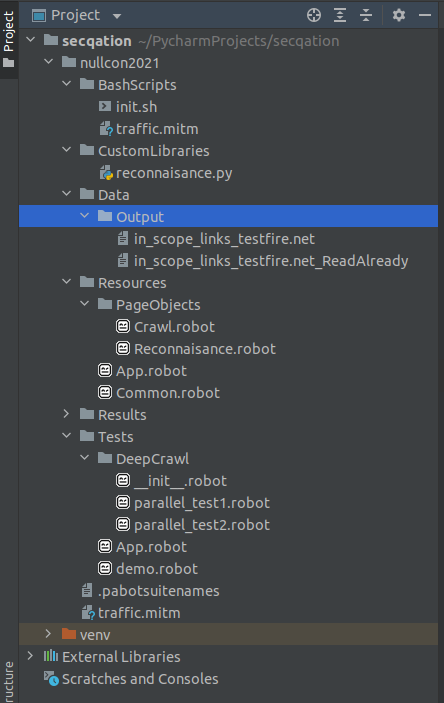 Project
Project
secqation ~/PycharmProjects/secqation
nullcon2021
BashScripts
init.sh
traffic.mitm
CustomLibraries
reconnaisance.py
Data
Output
in_scope_links_testfire.net
in_scope_links_testfire.net_ReadAlready
Resources
PageObjects
Crawl.robot
Reconnaisance.robot
App.robot
Common.robot
Results
Tests
DeepCrawl
__init__.robot
parallel_test1.robot
parallel_test2.robot
App.robot
demo.robot
.pabotsuitenames
traffic.mitm
venv
External Libraries
Scratches and Consoles
ructure